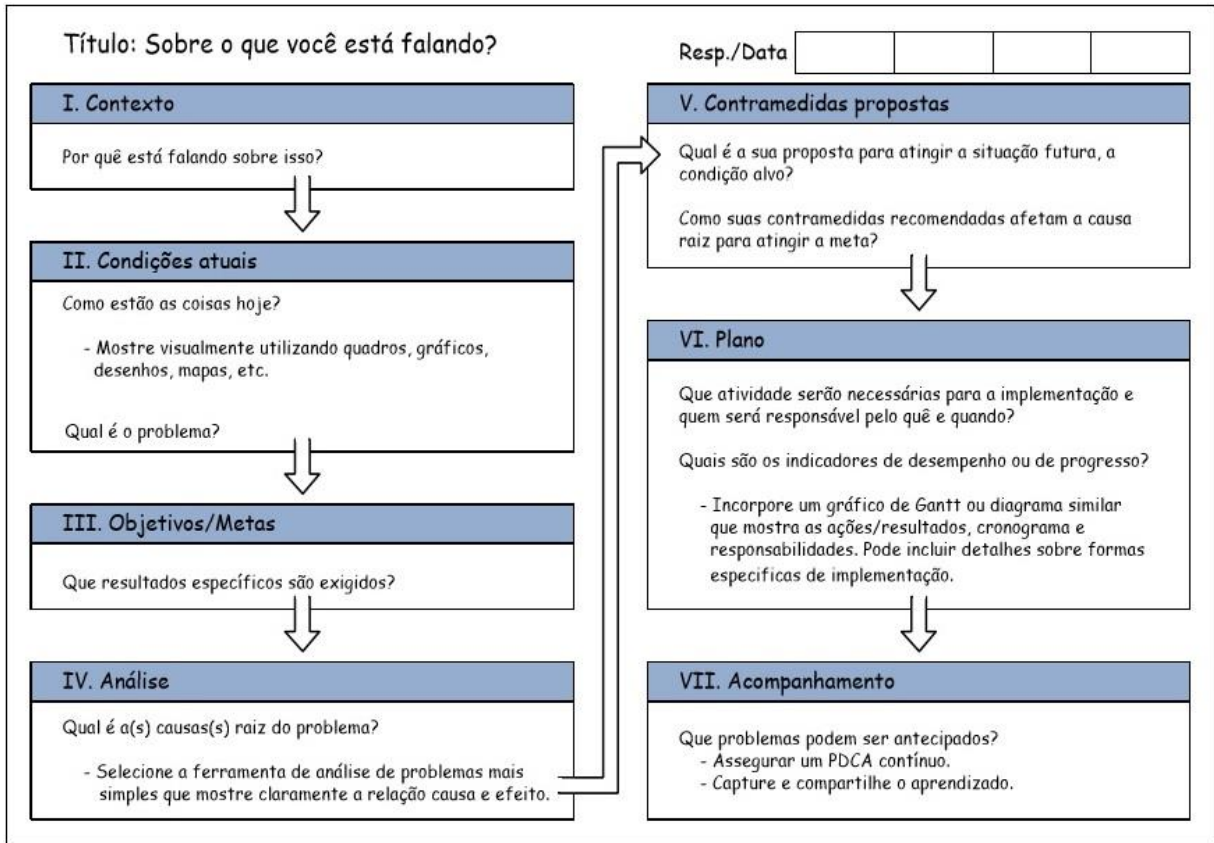 Título: Sobre o que você está falando?
Resp./Data
I. Contexto
Por quê está falando sobre isso?
II. Condições atuais
Como estão as coisas hoje?
- Mostre visualmente utilizando quadros, gráficos,
desenhos, mapas, etc.
Qual é o problema?
III. Objetivos/Metas
Que resultados específicos são exigidos?
IV. Análise
Qual é a(s) causas(s) raiz do problema?
- Selecione a ferramenta de análise de problemas mais
simples que mostre claramente a relação causa e efeito.
V. Contramedidas propostas
Qual é a sua proposta para atingir a situação futura, a
condição alvo?
Como suas contramedidas recomendadas afetam a causa
raiz para atingir a meta?
VI. Plano
Que atividade serão necessárias para a implementação e
quem será responsável pelo quê e quando?
Quais são os indicadores de desempenho ou de progresso?
- Incorpore um gráfico de Gantt ou diagrama similar
que mostra as ações/resultados, cronograma e
responsabilidades. Pode incluir detalhes sobre formas
especificas de implementação.
VII. Acompanhamento
Que problemas podem ser antecipados?
- Assegurar um PDCA contínuo.
- Capture e compartilhe o aprendizado.